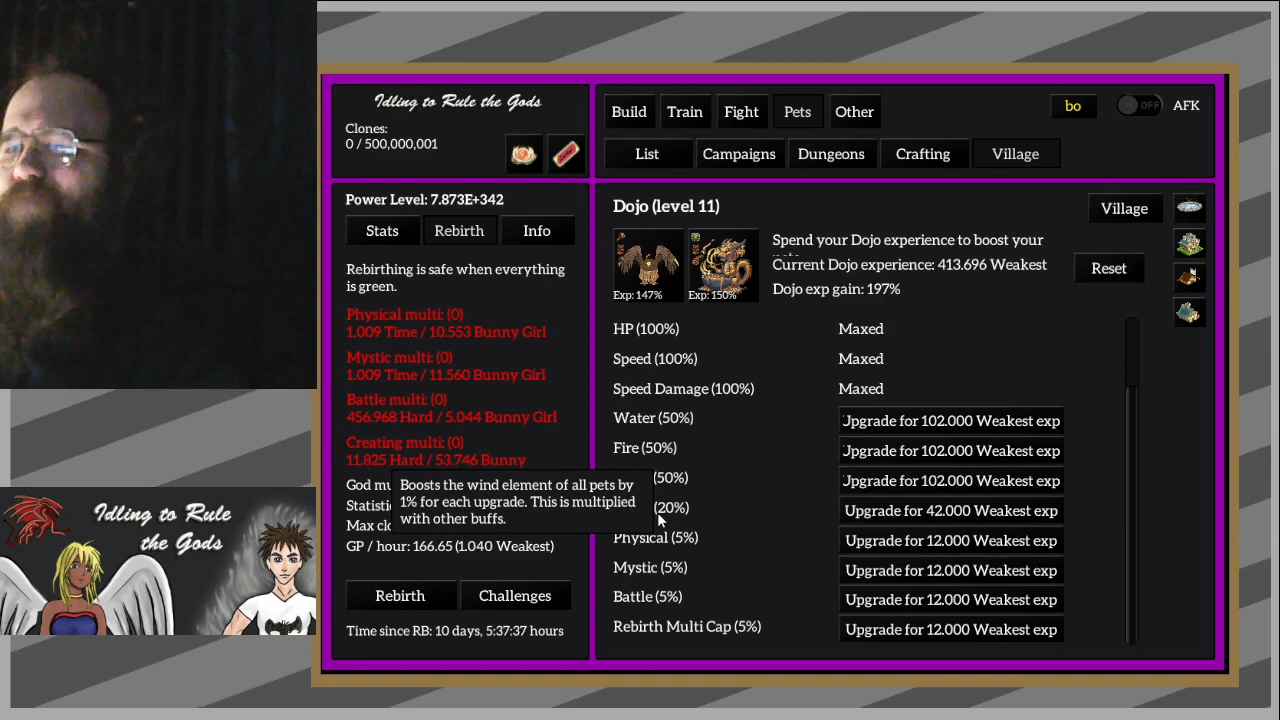 Idling to Rule the Gods
Clones:
0 / 500,000,001
Build
Train
Fight
Pets
Other
bo
OFF
AFK
List
Campaigns
Dungeons
Crafting
Village
Power Level: 7.873E+342
Stats
Rebirth
Info
Rebirthing is safe when everything
is green.
Physical multi: (0)
1.009 Time / 10.553 Bunny Girl
Mystic multi: (0)
1.009 Time / 11.560 Bunny Girl
Battle multi: (0)
456.968 Hard / 5.044 Bunny Girl
Creating multi: (0)
11.825 Hard / 53.746 Bunny
God mu
Statisti
Max clo
GP / hour: 166.65 (1.040 Weakest)
Rebirth
Challenges
Time since RB: 10 days, 5:37:37 hours
Boosts the wind element of all pets by
1% for each upgrade. This is multiplied
with other buffs.
Dojo (level 11)
Village
Exp: 147%
Exp: 150%
Spend your Dojo experience to boost your
Current Dojo experience: 413.696 Weakest
Dojo exp gain: 197%
Reset
HP (100%)
Maxed
Speed (100%)
Maxed
Speed Damage (100%)
Maxed
Water (50%)
Upgrade for 102.000 Weakest exp
Fire (50%)
Upgrade for 102.000 Weakest exp
(50%)
Upgrade for 102.000 Weakest exp
(20%)
Upgrade for 42.000 Weakest exp
Physical (5%)
Upgrade for 12.000 Weakest exp
Mystic (5%)
Upgrade for 12.000 Weakest exp
Battle (5%)
Upgrade for 12.000 Weakest exp
Rebirth Multi Cap (5%)
Upgrade for 12.000 Weakest exp
Idling to Rule
the Gods